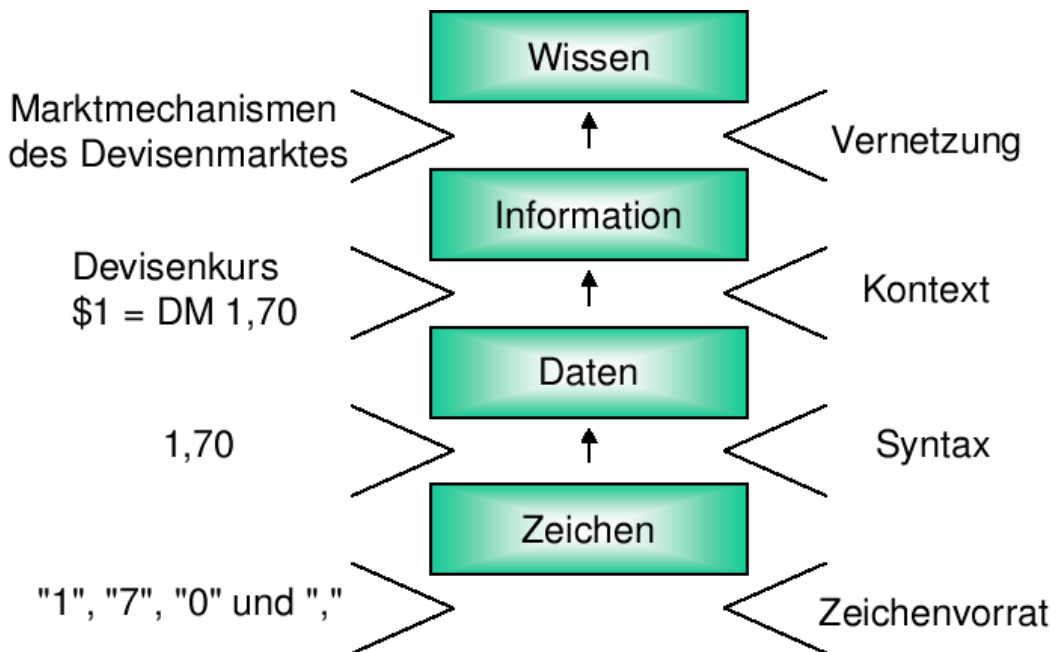 Wissen
Marktmechanismen
des Devisenmarktes
Vernetzung
Information
Devisenkurs
$1 = DM 1,70
Kontext
Daten
1,70
Syntax
Zeichen
"1", "7", "0" und ","
Zeichenvorrat